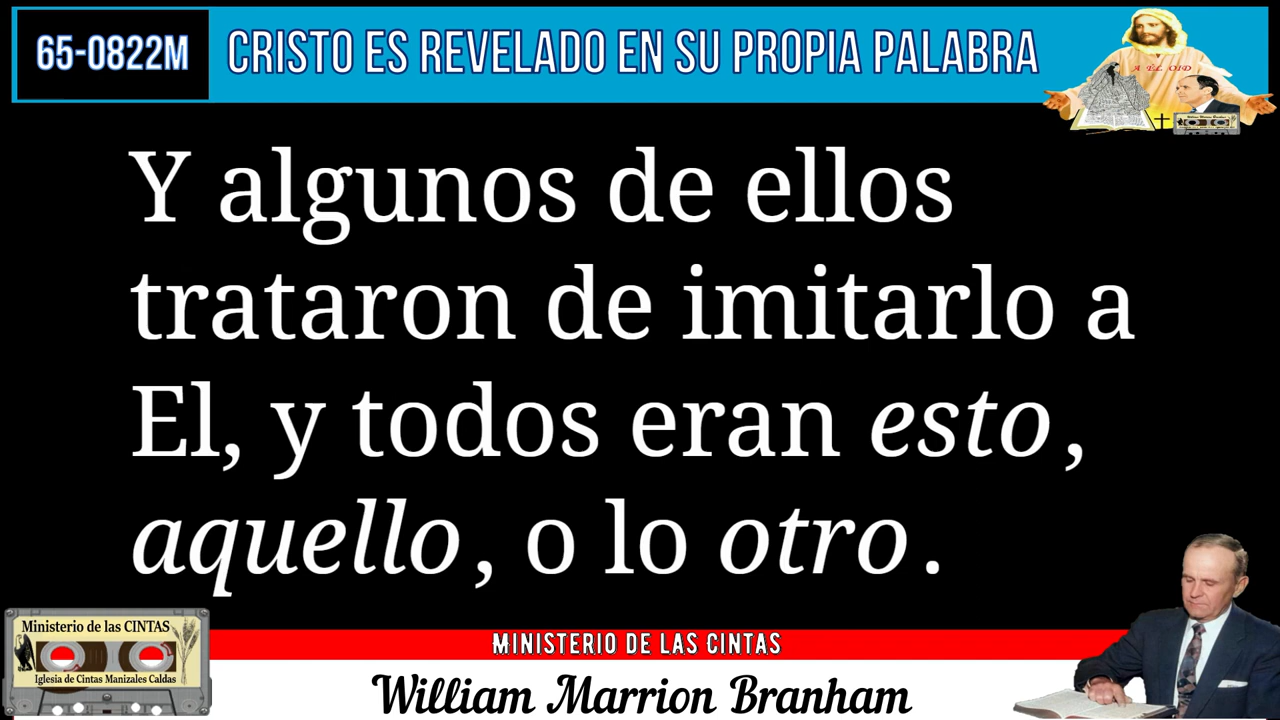 65-0822M CRISTO ES REVELADO EN SU PROPIA PALABRA
A ÉL OID
Y algunos de ellos
trataron de imitarlo a
El, y todos eran esto,
aquello, o lo otro.
Ministerio de las CINTAS
Iglesia de Cintas Manizales Caldas
MINISTERIO DE LAS CINTAS
William Marrion Branham